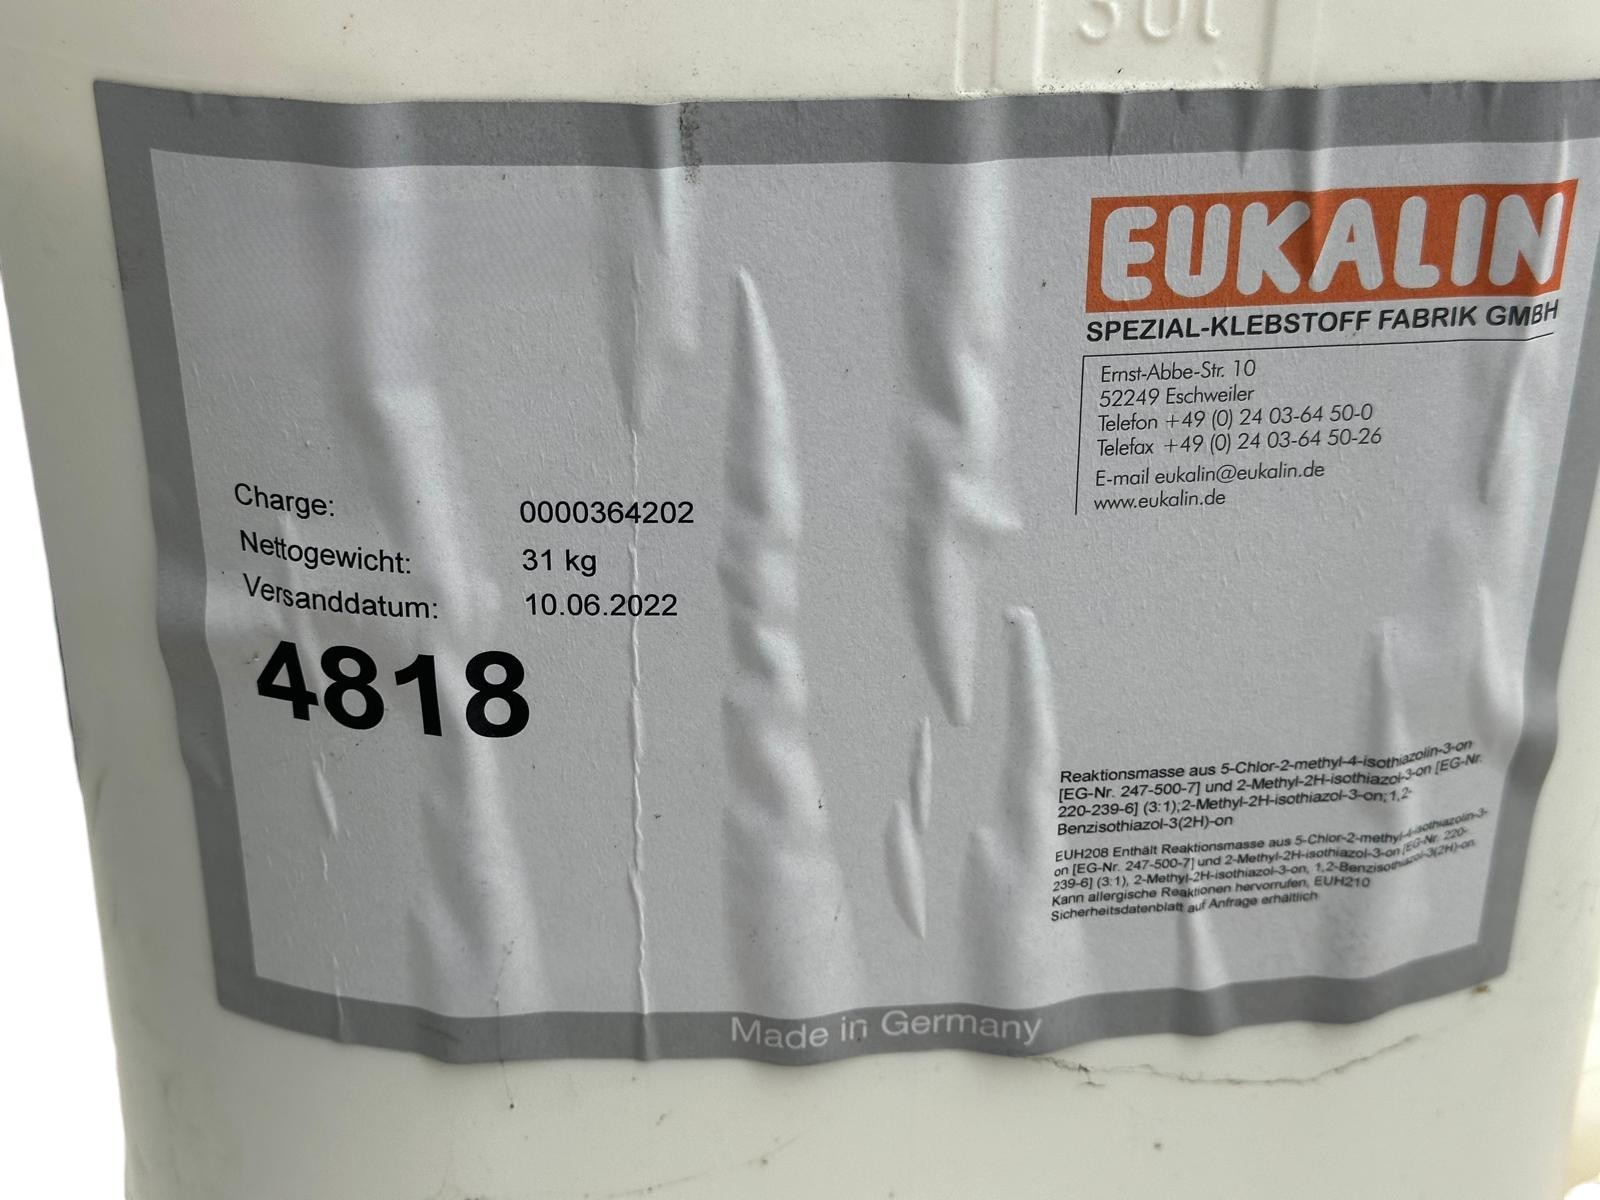 30l
EUKALIN
SPEZIAL-KLEBSTOFF FABRIK GMBH
Ernst-Abbe-Str. 10
52249 Eschweiler
Telefon +49 (0) 24 03-64 50-0
Telefax +49 (0) 24 03-64 50-26
E-mail eukalin@eukalin.de
www.eukalin.de
Charge: 0000364202
Nettogewicht: 31 kg
Versanddatum: 10.06.2022
4818
Reaktionsmasse aus 5-Chlor-2-methyl-4-isothiazolin-3-on
[EG-Nr. 247-500-7] und 2-Methyl-2H-isothiazol-3-on [EG-Nr.
220-239-6] (3:1);2-Methyl-2H-isothiazol-3-on;1,2-
Benzisothiazol-3(2H)-on
EUH208 Enthält Reaktionsmasse aus 5-Chlor-2-methyl-4-isothiazolin-3-
on [EG-Nr. 247-500-7] und 2-Methyl-2H-isothiazol-3-on [EG-Nr. 220-
239-6] (3:1), 2-Methyl-2H-isothiazol-3-on, 1,2-Benzisothiazol-3(2H)-on.
Kann allergische Reaktionen hervorrufen, EUH210
Sicherheitsdatenblatt auf Anfrage erhältlich
Made in Germany